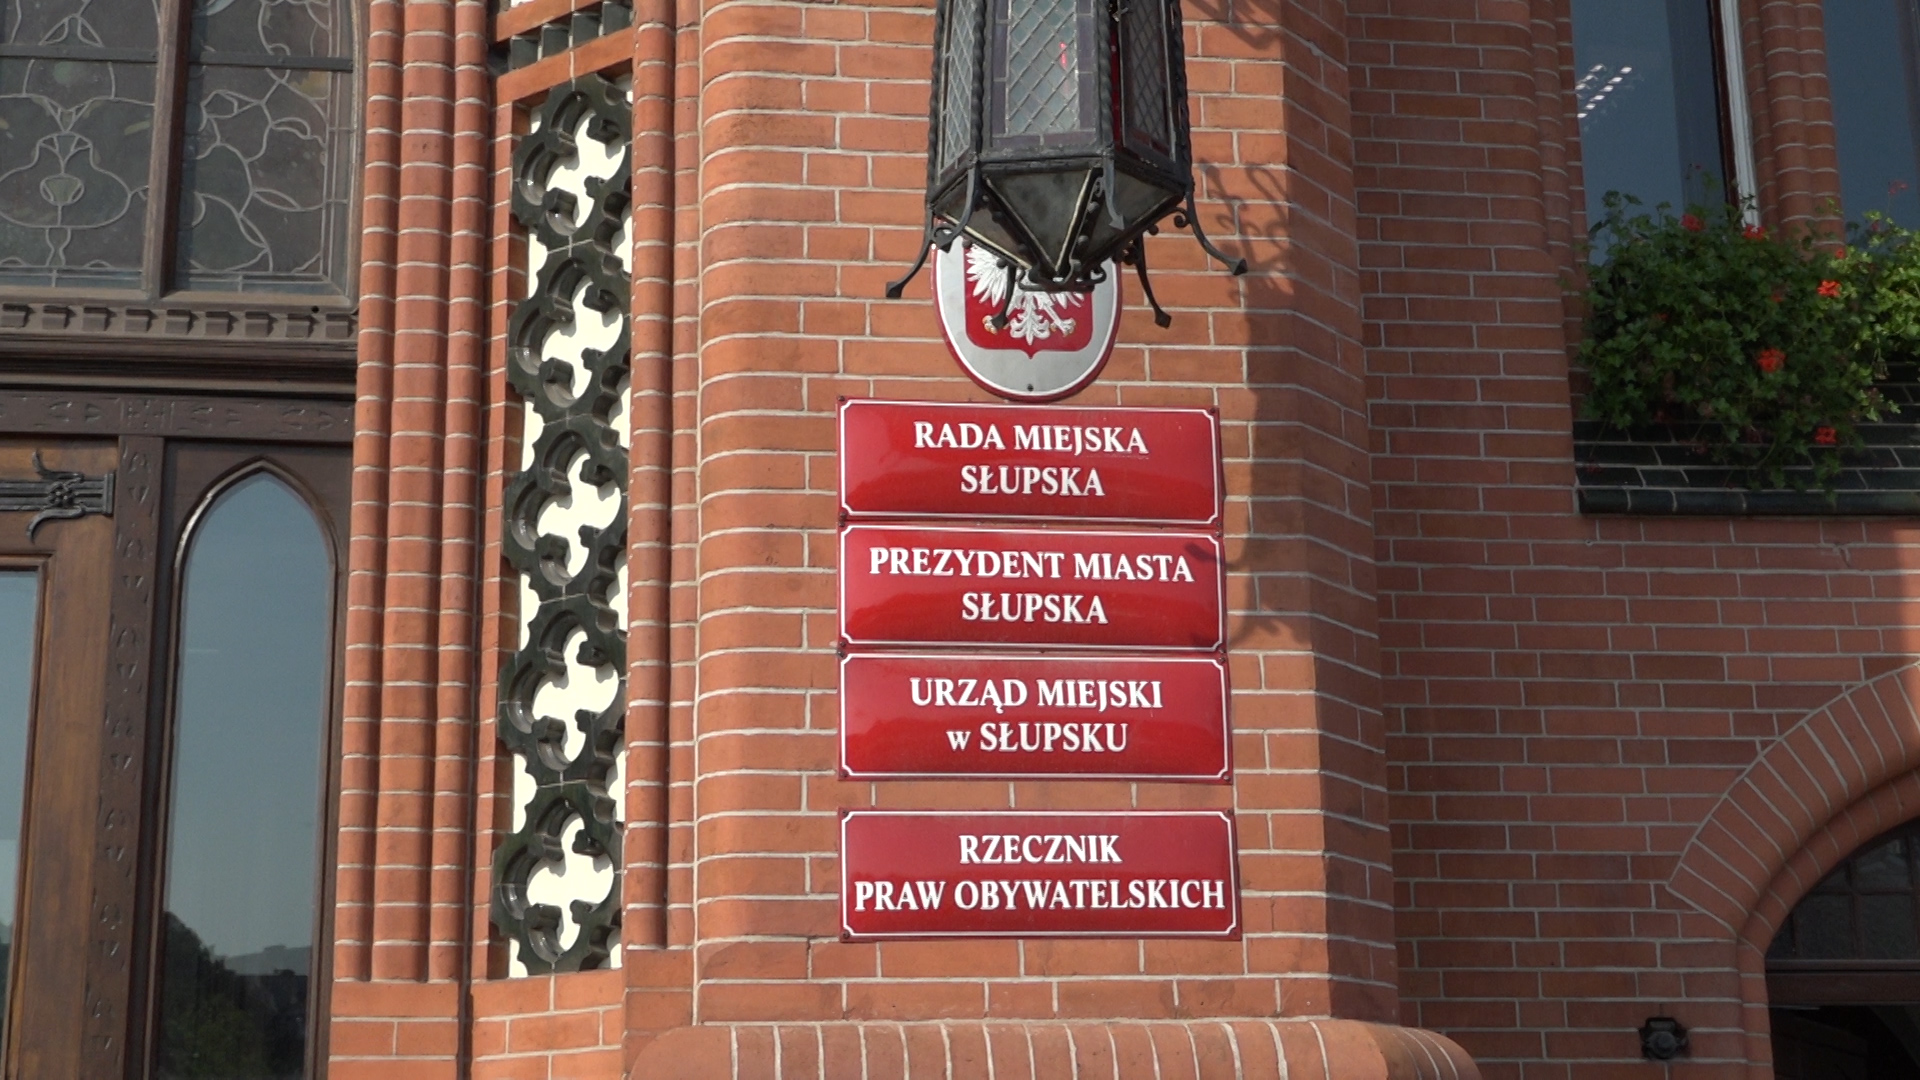 RADA MIEJSKA
SŁUPSKA
PREZYDENT MIASTA
SŁUPSKA
URZĄD MIEJSKI
w SŁUPSKU
RZECZNIK
PRAW OBYWATELSKICH